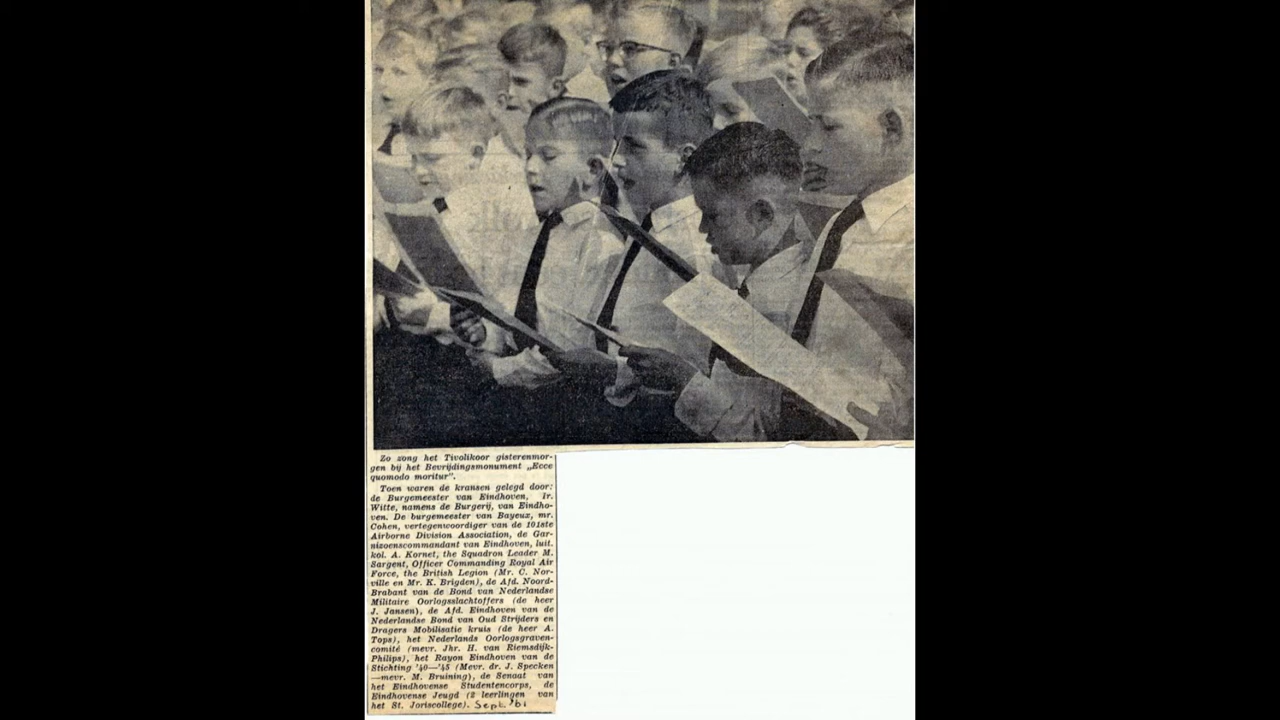 Zo zong het Tivolikoor gisterenmor-
gen bij het Bevrijdingsmonument „Ecce
quomodo moritur".
Toen waren de kransen gelegd door:
de Burgemeester van Eindhoven, Ir.
Witte, namens de Burgerij, van Eindho-
ven. De burgemeester van Bayeux, mr.
Cohen, vertegenwoordiger van de 101ste
Airborne Division Association, de Gar-
nizoenscommandant van Eindhoven, luit.
kol. A. Kornet, the Squadron Leader M.
Sargent, Officer Commanding Royal Air
Force, the British Legion (Mr. C. Nor-
ville en Mr. K. Brigden), de Afd. Noord-
Brabant van de Bond van Nederlandse
Militaire Oorlogsslachtoffers (de heer
J. Jansen), de Afd. Eindhoven van de
Nederlandse Bond van Oud Strijders en
Dragers Mobilisatie kruis (de heer A.
Tops), het Nederlands Oorlogsgraven-
comité (mevr. Jhr. H. van Riemsdijk-
Philips), het Rayon Eindhoven van de
Stichting '40—'45 (Mevr. dr. J. Specken
—mevr. M. Bruining), de Senaat van
het Eindhovense Studentencorps, de
Eindhovense Jeugd (2 leerlingen van
het St. Joriscollege). Sept. '61